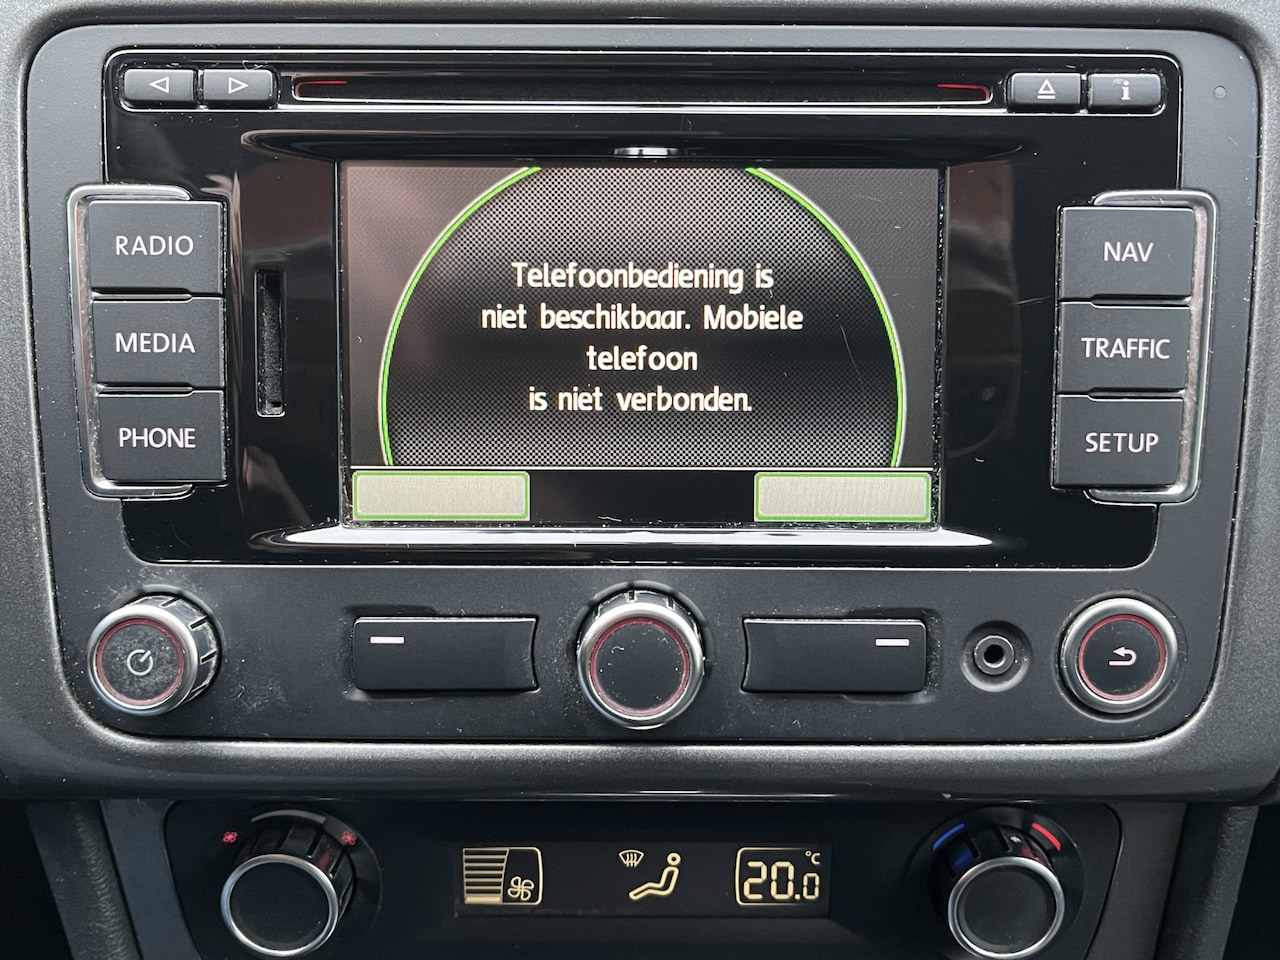 i
RADIO
MEDIA
PHONE
Telefoonbediening is
niet beschikbaar. Mobiele
telefoon
is niet verbonden.
NAV
TRAFFIC
SETUP
20.0 °C